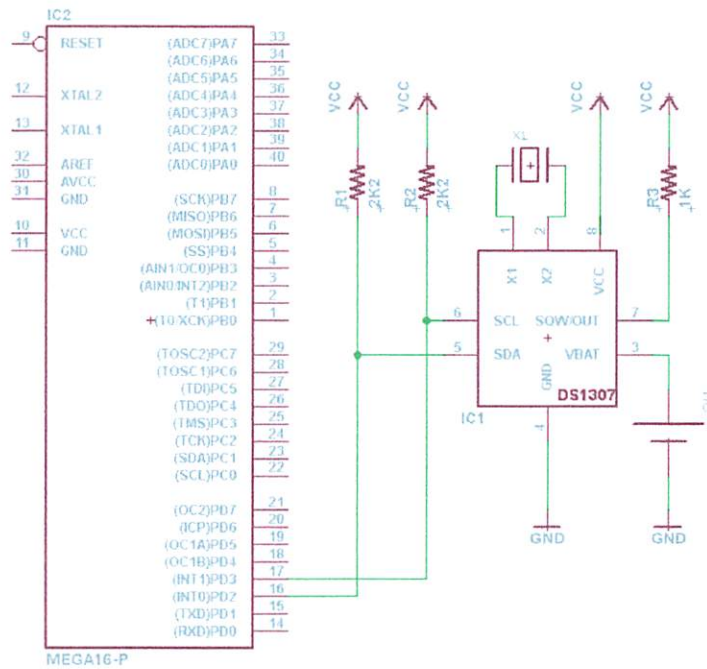 IC2
9 RESET (ADC7)PA7 33
(ADC6)PA6 34
(ADC5)PA5 35
12 XTAL2 (ADC4)PA4 36
(ADC3)PA3 37
13 XTAL1 (ADC2)PA2 38
(ADC1)PA1 39
32 AREF (ADC0)PA0 40
30 AVCC
31 GND (SCK)PB7 8
(MISO)PB6 7
10 VCC (MOSI)PB5 6
11 GND (SS)PB4 5
(AIN1/OC0)PB3 4
(AIN0/INT2)PB2 3
(T1)PB1 2
(T0/XCK)PB0 1
(TOSC2)PC7 29
(TOSC1)PC6 28
(TDI)PC5 27
(TDO)PC4 26
(TMS)PC3 25
(TCK)PC2 24
(SDA)PC1 23
(SCL)PC0 22
(OC2)PD7 21
(ICP)PD6 20
(OC1A)PD5 19
(OC1B)PD4 18
(INT1)PD3 17
(INT0)PD2 16
(TXD)PD1 15
(RXD)PD0 14
MEGA16-P
VCC
R1
2K2
VCC
R2
2K2
VCC
VCC
R3
1K
1
2
8
X1
X2
VCC
6 SCL SQW/OUT 7
5 SDA VBAT 3
GND
DS1307
IC1
4
GND
GND